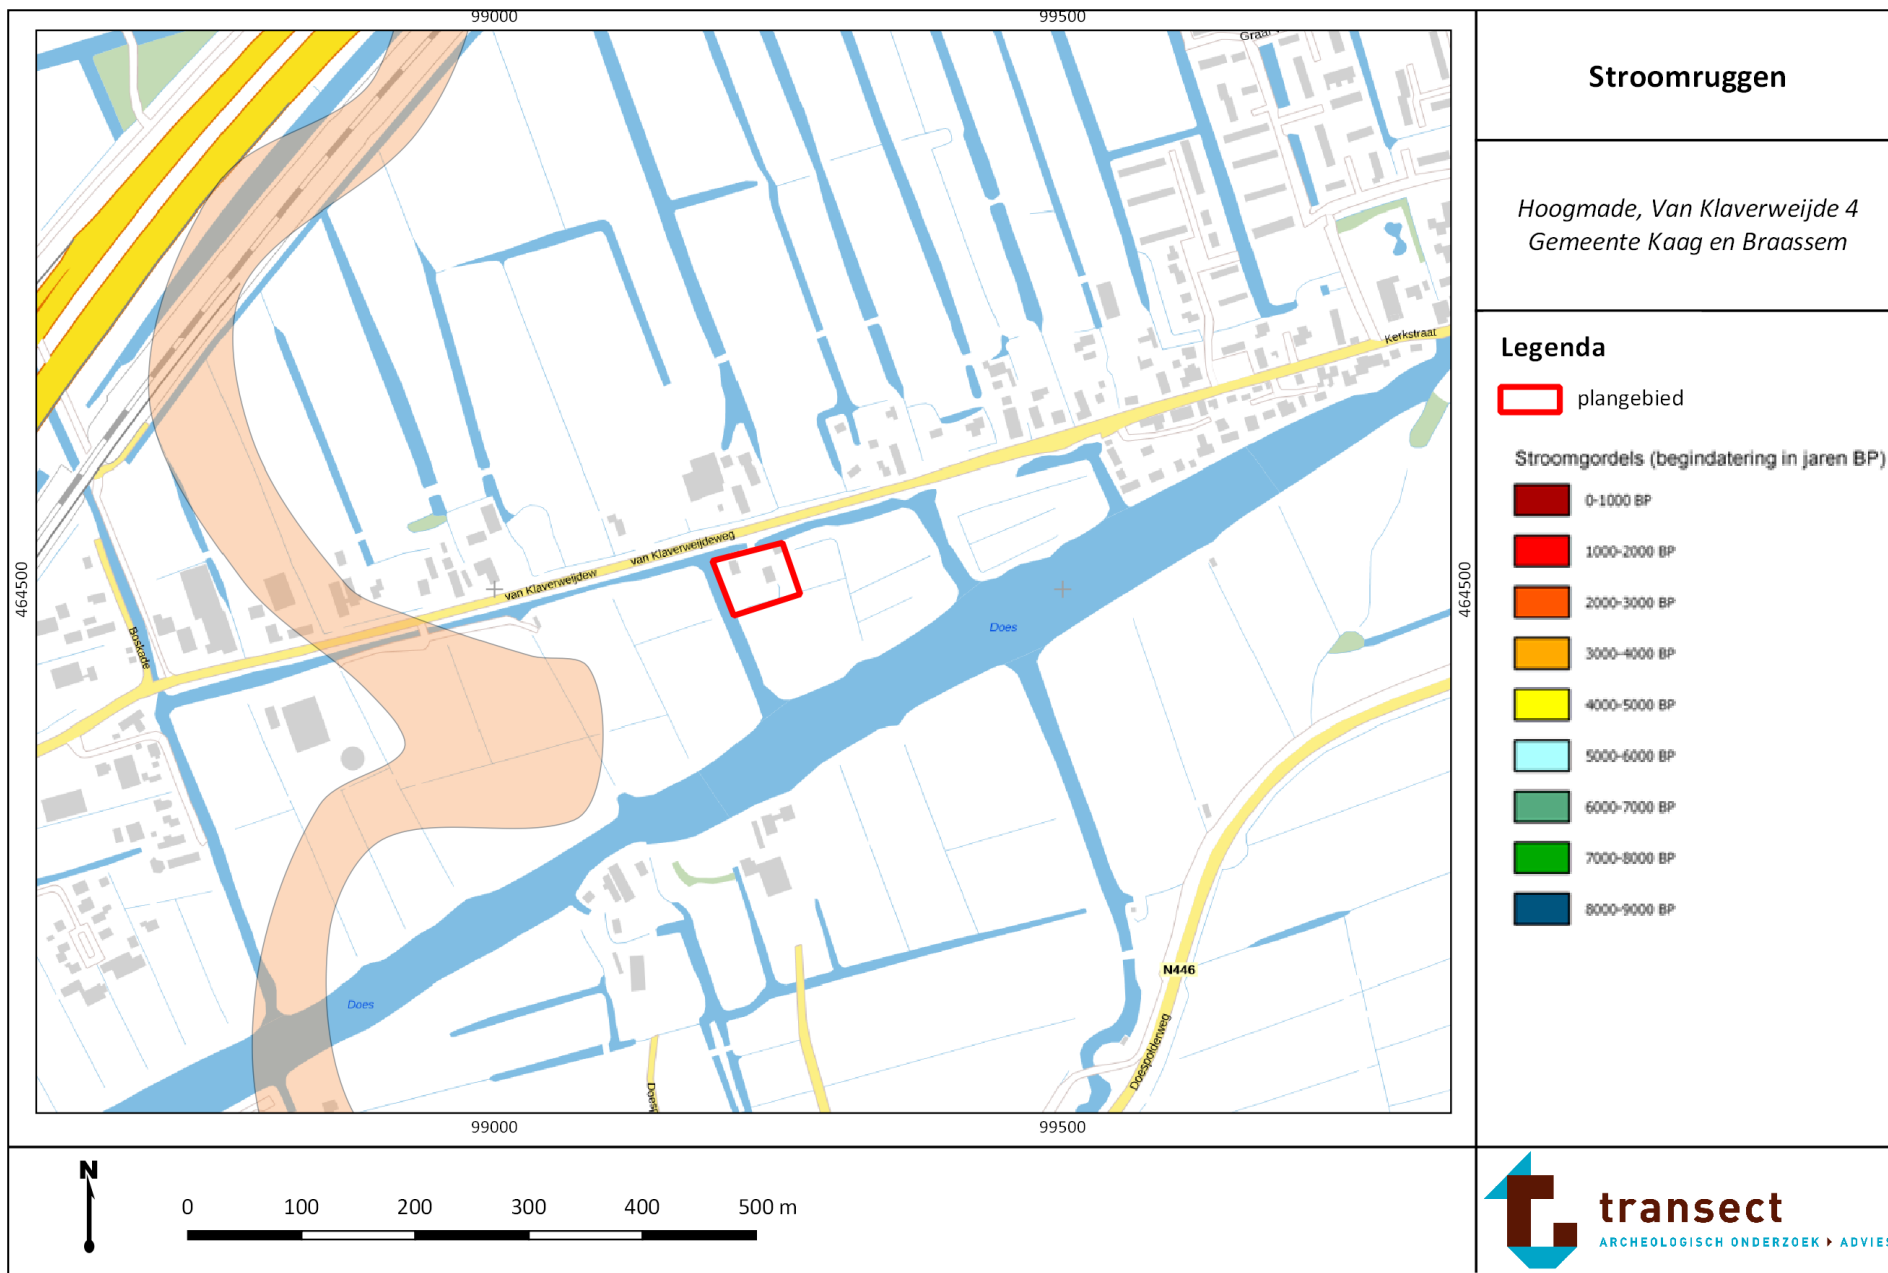 99000
99500
Stroomruggen
Hoogmade, Van Klaverweijde 4
Gemeente Kaag en Braassem
Legenda
plangebied
Stroomgordels (begindatering in jaren BP)
0-1000 BP
1000-2000 BP
2000-3000 BP
3000-4000 BP
4000-5000 BP
5000-6000 BP
6000-7000 BP
7000-8000 BP
8000-9000 BP
Kerkstraat
van Klaverweijdeweg
van Klaverweijdew
464500
464500
Boskade
Does
Does
N446
Doespolderweg
Doesp
99000
99500
N
0 100 200 300 400 500 m
transect
ARCHEOLOGISCH ONDERZOEK ADVIES